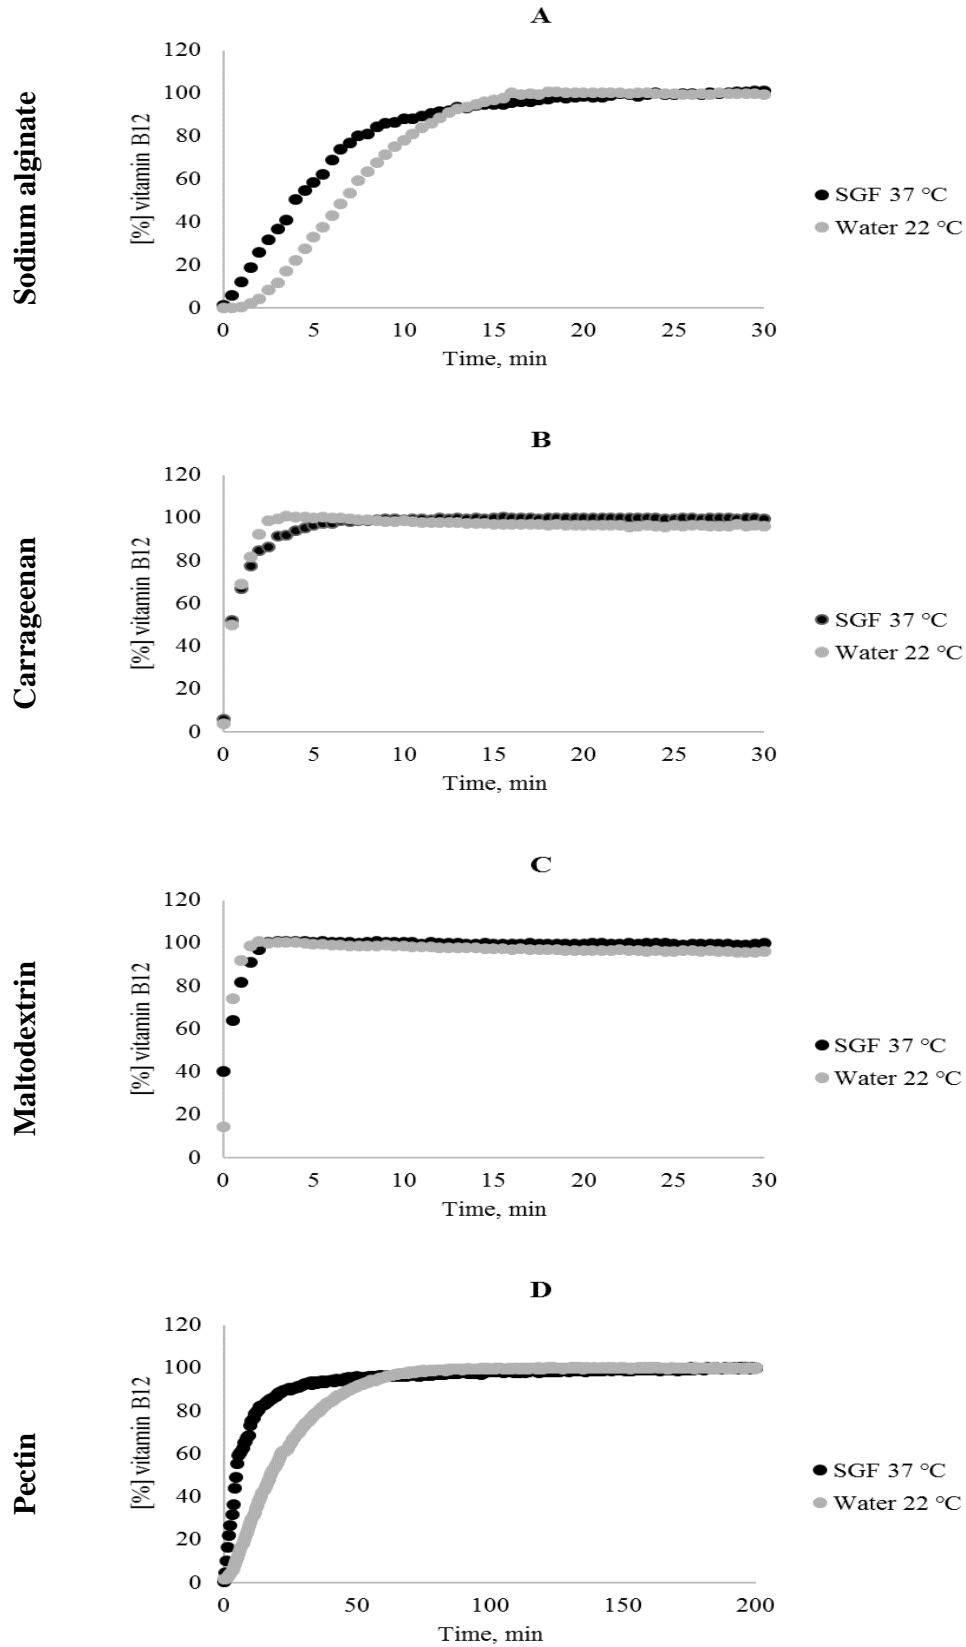 A
Sodium alginate
[%] vitamin B12
120
100
80
60
40
20
0
0 5 10 15 20 25 30
Time, min
SGF 37 °C
Water 22 °C
B
Carrageenan
[%] vitamin B12
120
100
80
60
40
20
0
0 5 10 15 20 25 30
Time, min
SGF 37 °C
Water 22 °C
C
Maltodextrin
[%] vitamin B12
120
100
80
60
40
20
0
0 5 10 15 20 25 30
Time, min
SGF 37 °C
Water 22 °C
D
Pectin
[%] vitamin B12
120
100
80
60
40
20
0
0 50 100 150 200
Time, min
SGF 37 °C
Water 22 °C